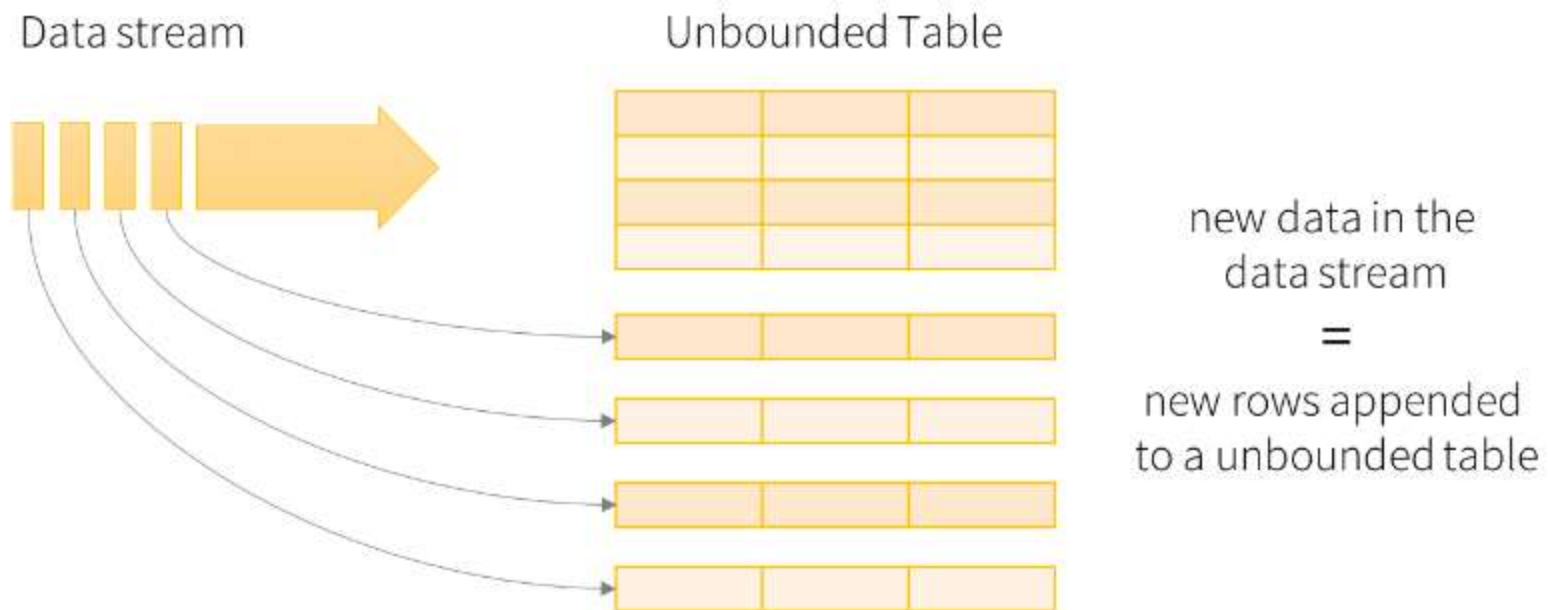 Data stream
Unbounded Table
new data in the
data stream
=
new rows appended
to a unbounded table